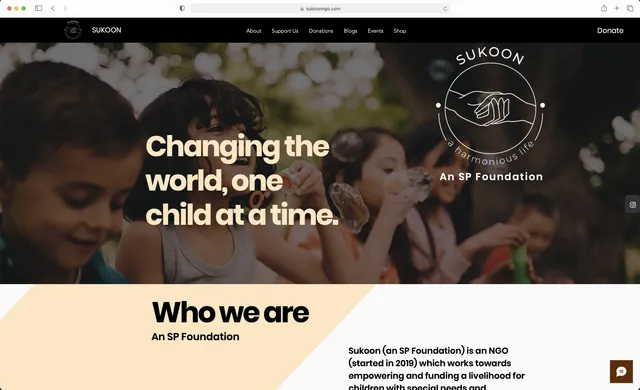 sukoonngo.com
SUKOON
About Support Us Donations Blogs Events Shop
Donate
SUKOON
a harmonious life
An SP Foundation
Changing the
world, one
child at a time.
Who we are
An SP Foundation
Sukoon (an SP Foundation) is an NGO
(started in 2019) which works towards
empowering and funding a livelihood for
children with special needs and